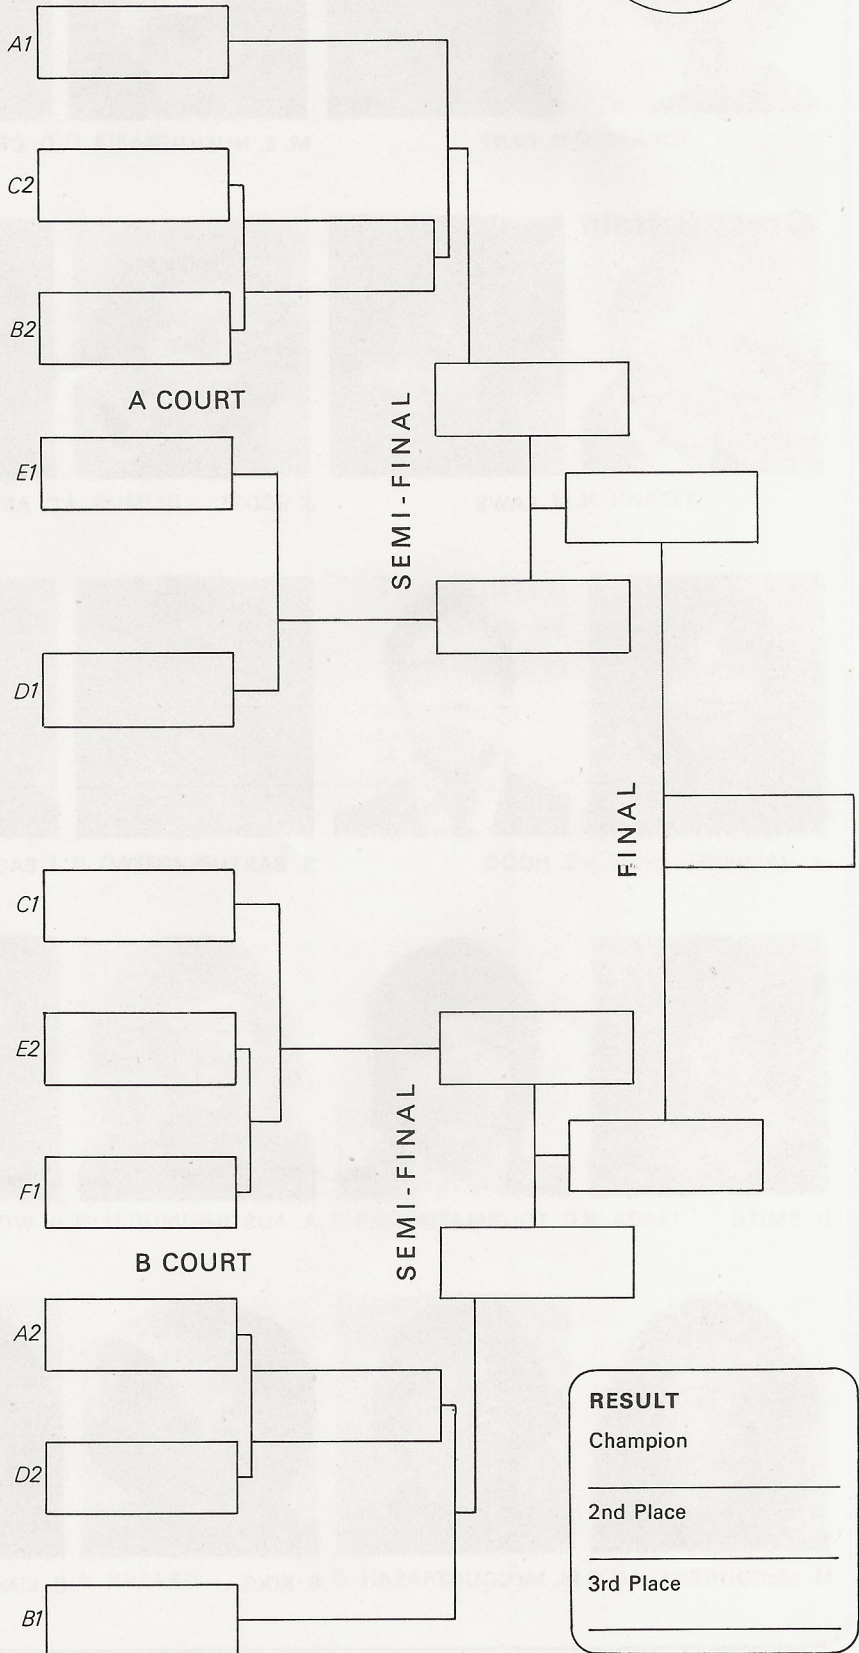 A1
C2
B2
A COURT
SEMI-FINAL
E1
D1
FINAL
C1
E2
SEMI-FINAL
F1
B COURT
A2
D2
B1
RESULT
Champion
2nd Place
3rd Place